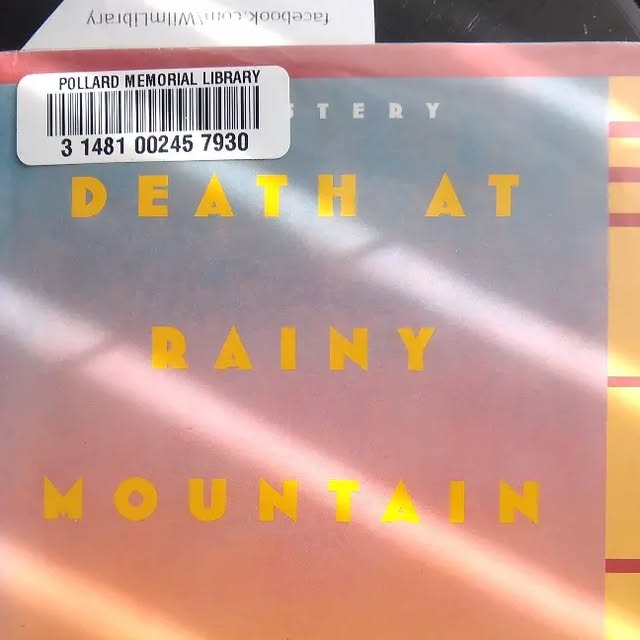 facebook.com/WilmLibrary
POLLARD MEMORIAL LIBRARY
3 1481 00245 7930
STERY
DEATH AT
RAINY
MOUNTAIN